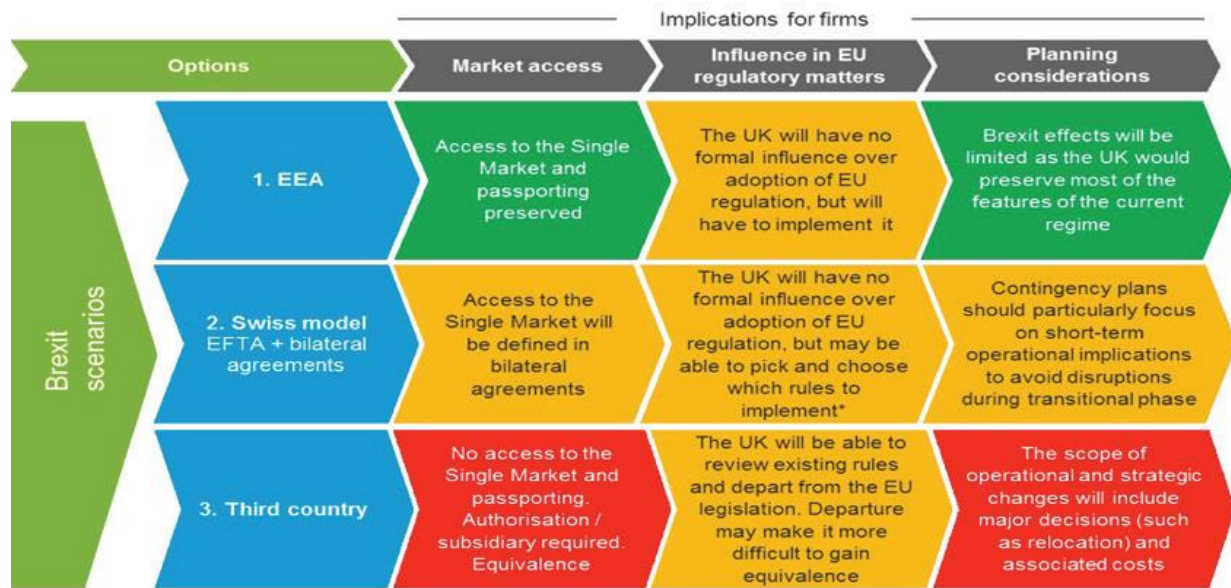 Implications for firms
Options
Market access
Influence in EU
regulatory matters
Planning
considerations
Brexit
scenarios
1. EEA
Access to the Single
Market and
passporting
preserved
The UK will have no
formal influence over
adoption of EU
regulation, but will
have to implement it
Brexit effects will be
limited as the UK would
preserve most of the
features of the current
regime
2. Swiss model
EFTA + bilateral
agreements
Access to the
Single Market will
be defined in
bilateral
agreements
The UK will have no
formal influence over
adoption of EU
regulation, but may be
able to pick and choose
which rules to
implement*
Contingency plans
should particularly focus
on short-term
operational implications
to avoid disruptions
during transitional phase
3. Third country
No access to the
Single Market and
passporting.
Authorisation /
subsidiary required.
Equivalence
The UK will be able to
review existing rules
and depart from the EU
legislation. Departure
may make it more
difficult to gain
equivalence
The scope of
operational and strategic
changes will include
major decisions (such
as relocation) and
associated costs